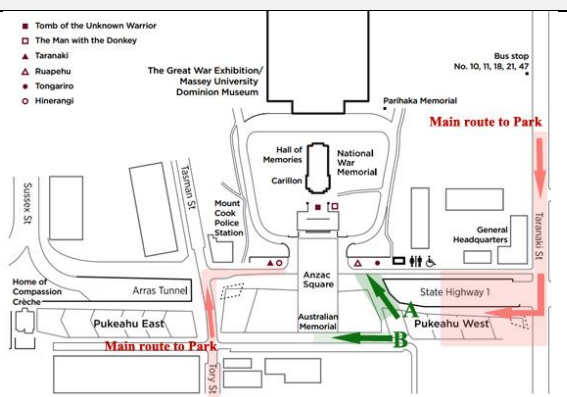 Tomb of the Unknown Warrior
The Man with the Donkey
Taranaki
Ruapehu
Tongariro
Hinerangi
The Great War Exhibition/
Massey University
Dominion Museum
Bus stop
No. 10, 11, 18, 21, 47
Parihaka Memorial
Main route to Park
Hall of
Memories
Carillon
National
War
Memorial
Tasman St
Sussex St
Mount
Cook
Police
Station
Taranaki St
General
Headquarters
Home of
Compassion
Crèche
Arras Tunnel
Anzac
Square
State Highway 1
Pukeahu East
Australian
Memorial
A
Pukeahu West
B
Main route to Park
Tory St